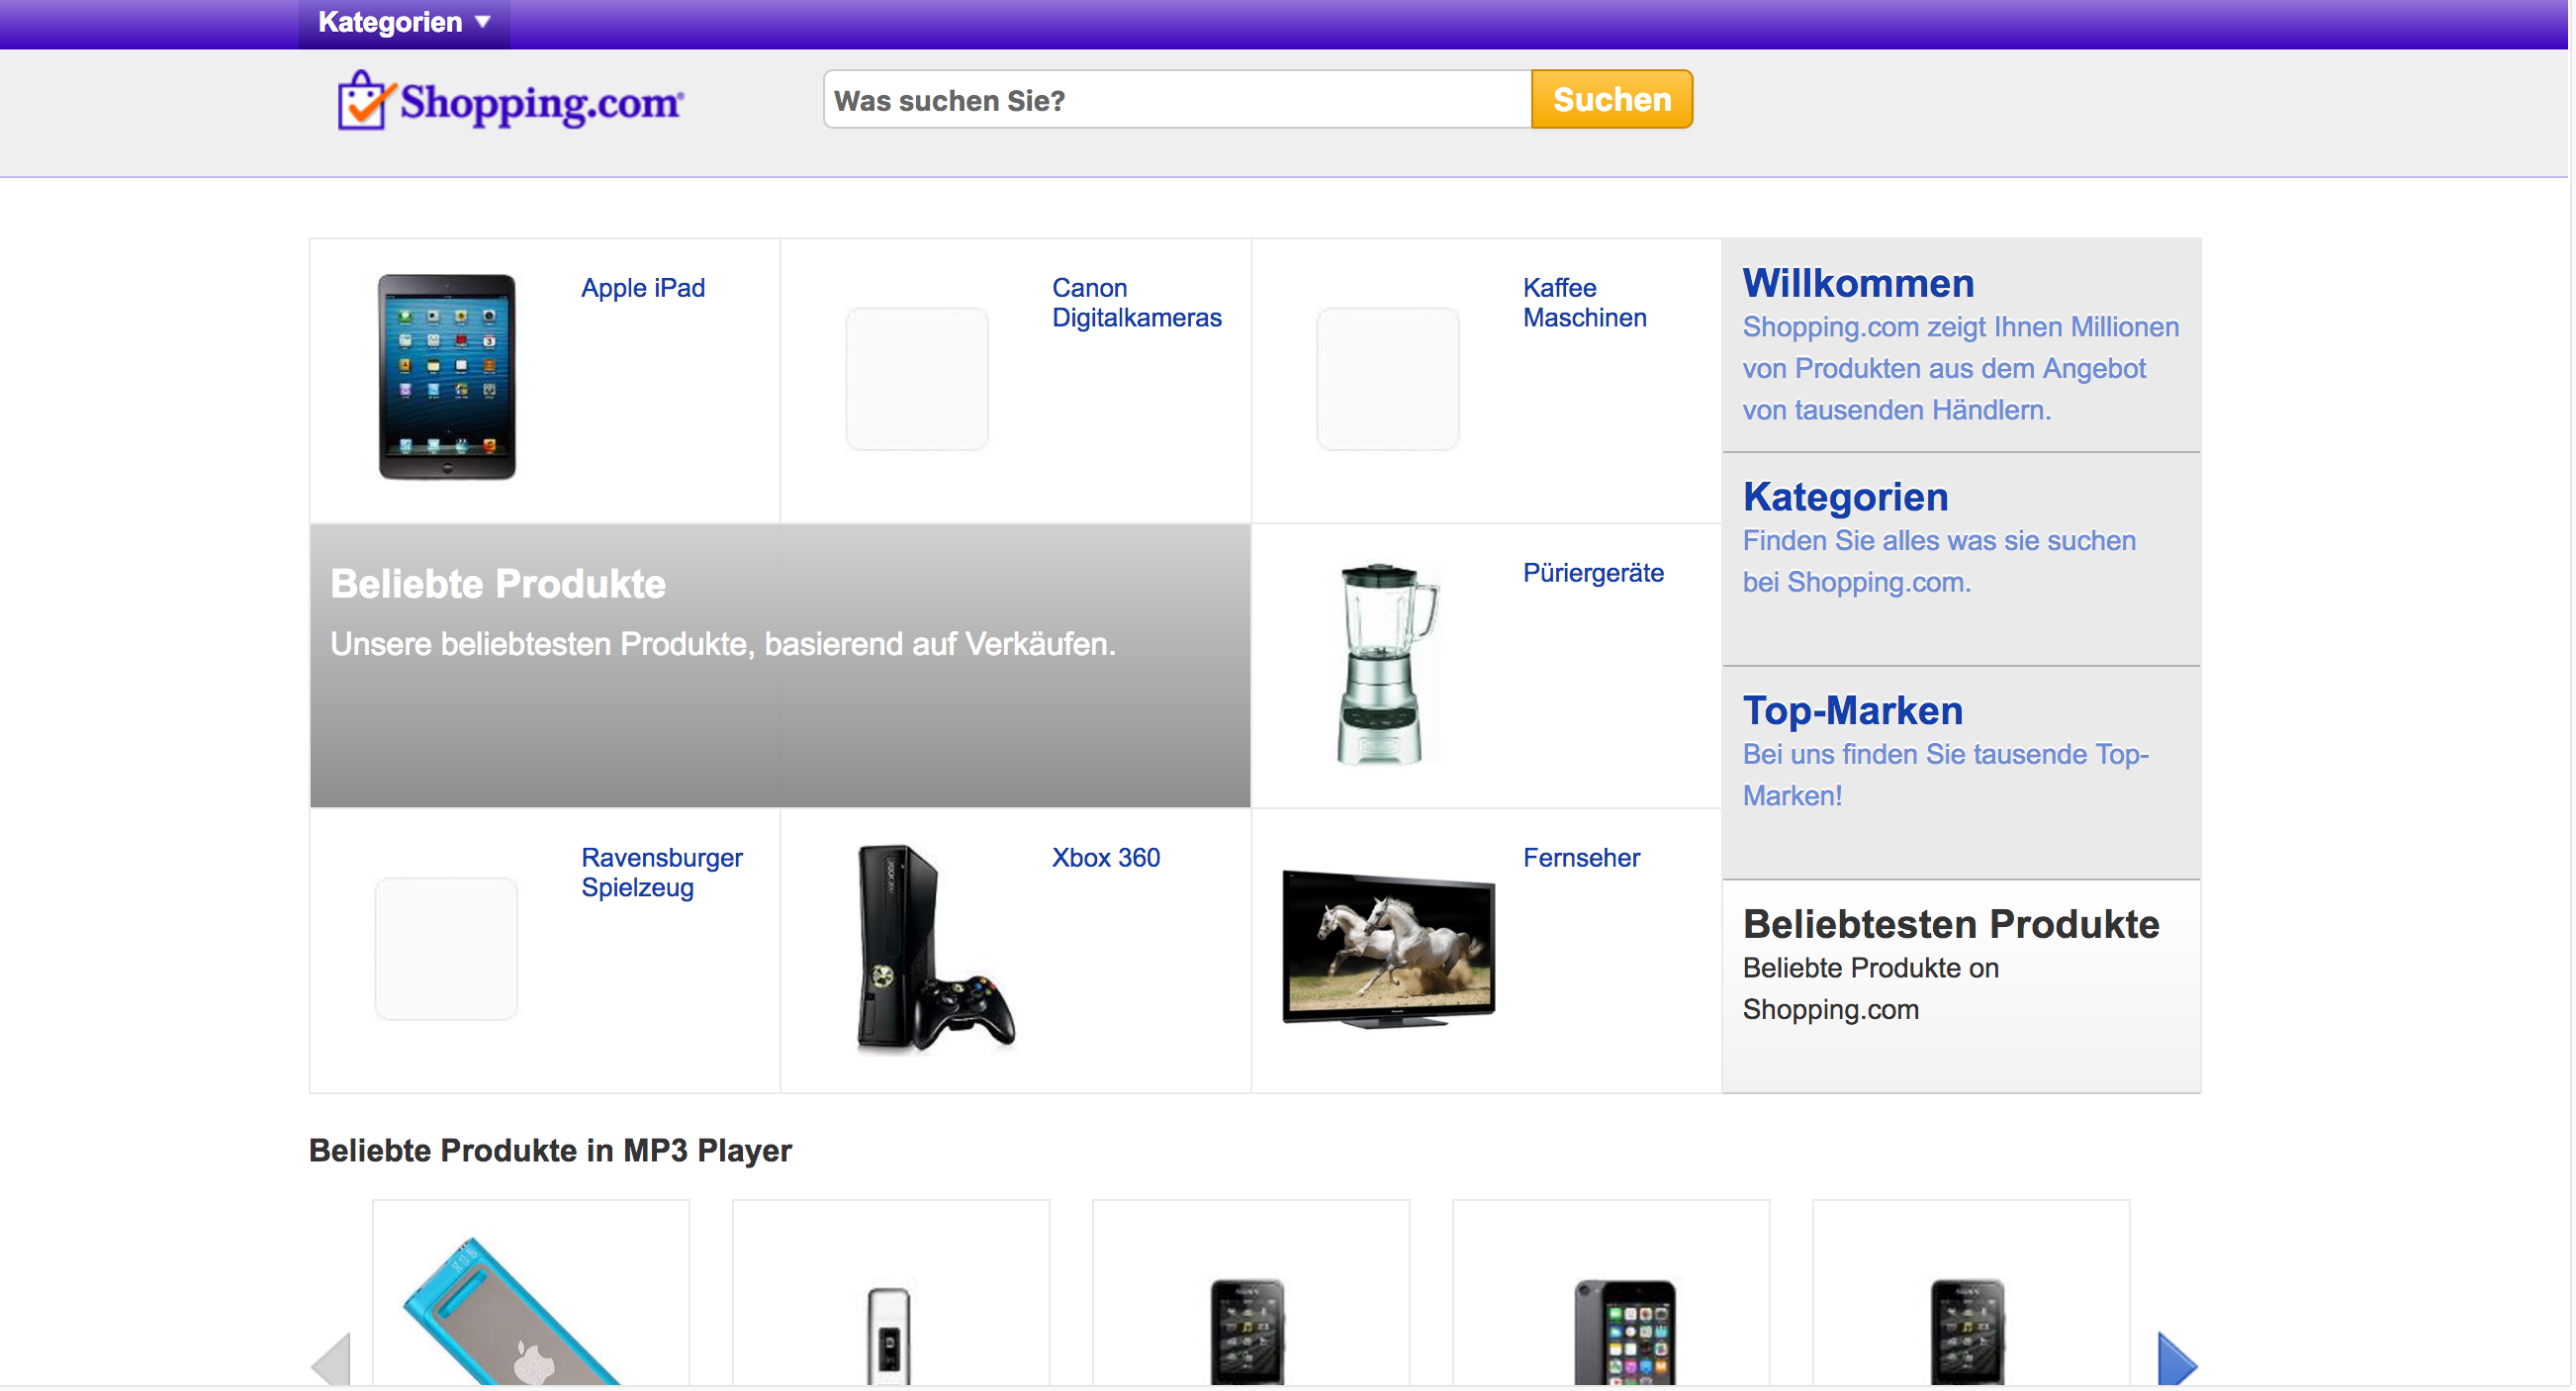 Kategorien
Shopping.com
Was suchen Sie?
Suchen
Apple iPad
Canon
Digitalkameras
Kaffee
Maschinen
Beliebte Produkte
Unsere beliebtesten Produkte, basierend auf Verkäufen.
Püriergeräte
Ravensburger
Spielzeug
Xbox 360
Fernseher
Willkommen
Shopping.com zeigt Ihnen Millionen
von Produkten aus dem Angebot
von tausenden Händlern.
Kategorien
Finden Sie alles was sie suchen
bei Shopping.com.
Top-Marken
Bei uns finden Sie tausende Top-
Marken!
Beliebtesten Produkte
Beliebte Produkte on
Shopping.com
Beliebte Produkte in MP3 Player